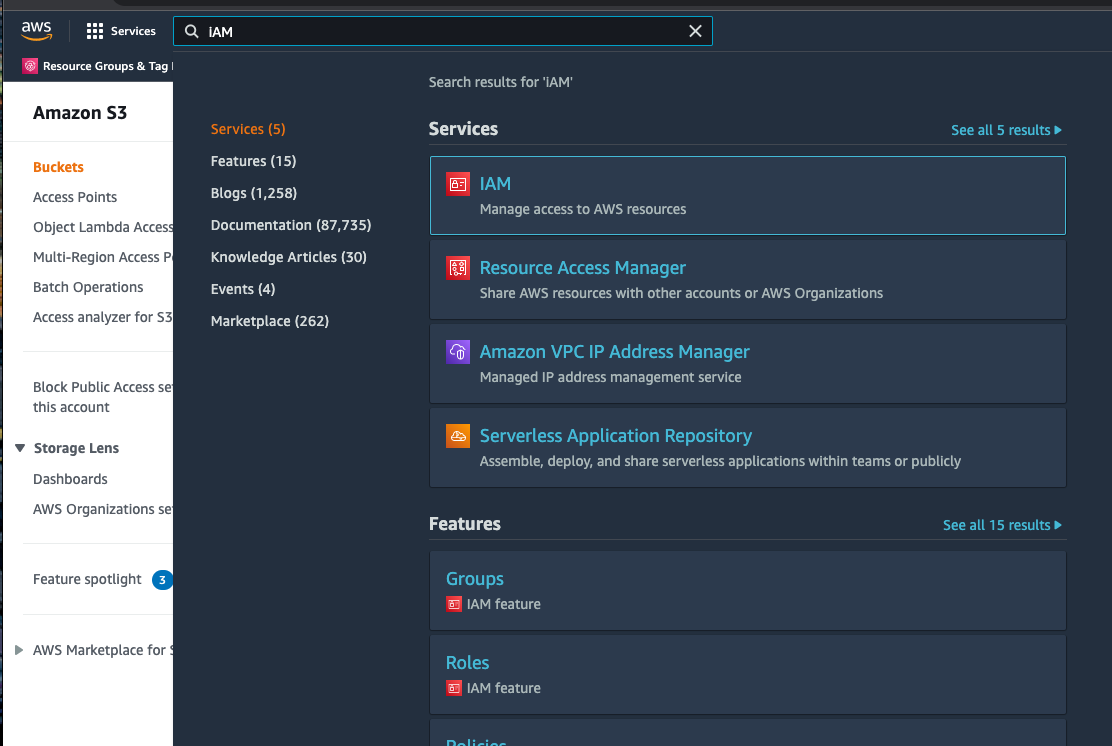 aws
Services
iAM
Resource Groups & Tag
Amazon S3
Buckets
Access Points
Object Lambda Access
Multi-Region Access
Batch Operations
Access analyzer for S3
Block Public Access
this account
Storage Lens
Dashboards
AWS Organizations
Feature spotlight 3
AWS Marketplace for
Search results for 'iAM'
Services (5)
Features (15)
Blogs (1,258)
Documentation (87,735)
Knowledge Articles (30)
Events (4)
Marketplace (262)
Services
See all 5 results
IAM
Manage access to AWS resources
Resource Access Manager
Share AWS resources with other accounts or AWS Organizations
Amazon VPC IP Address Manager
Managed IP address management service
Serverless Application Repository
Assemble, deploy, and share serverless applications within teams or publicly
Features
See all 15 results
Groups
IAM feature
Roles
IAM feature
Policies